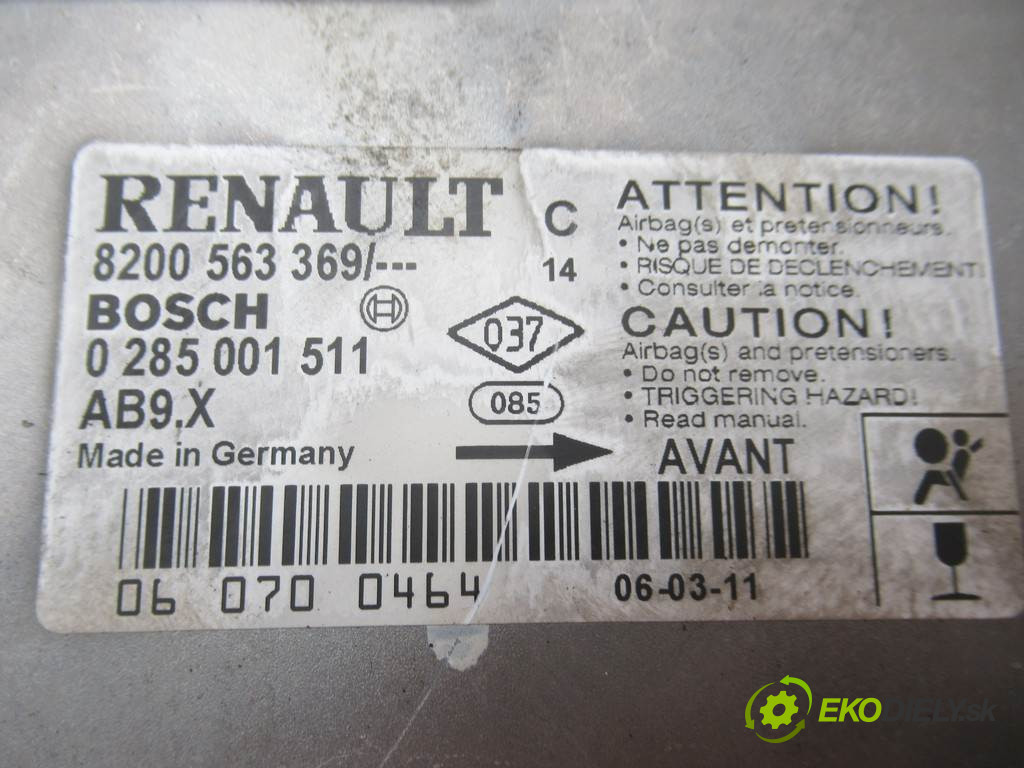 RENAULT
C
8200 563 369/---
14
BOSCH
037
0 285 001 511
085
AB9.X
Made in Germany
ATTENTION!
Airbag(s) et pretensionneurs.
• Ne pas demonter.
• RISQUE DE DECLENCHEMENT!
• Consulter la notice.
CAUTION!
Airbag(s) and pretensioners.
• Do not remove.
• TRIGGERING HAZARD!
• Read manual.
AVANT
06 070 0464
06-03-11
EKODIELY.sk